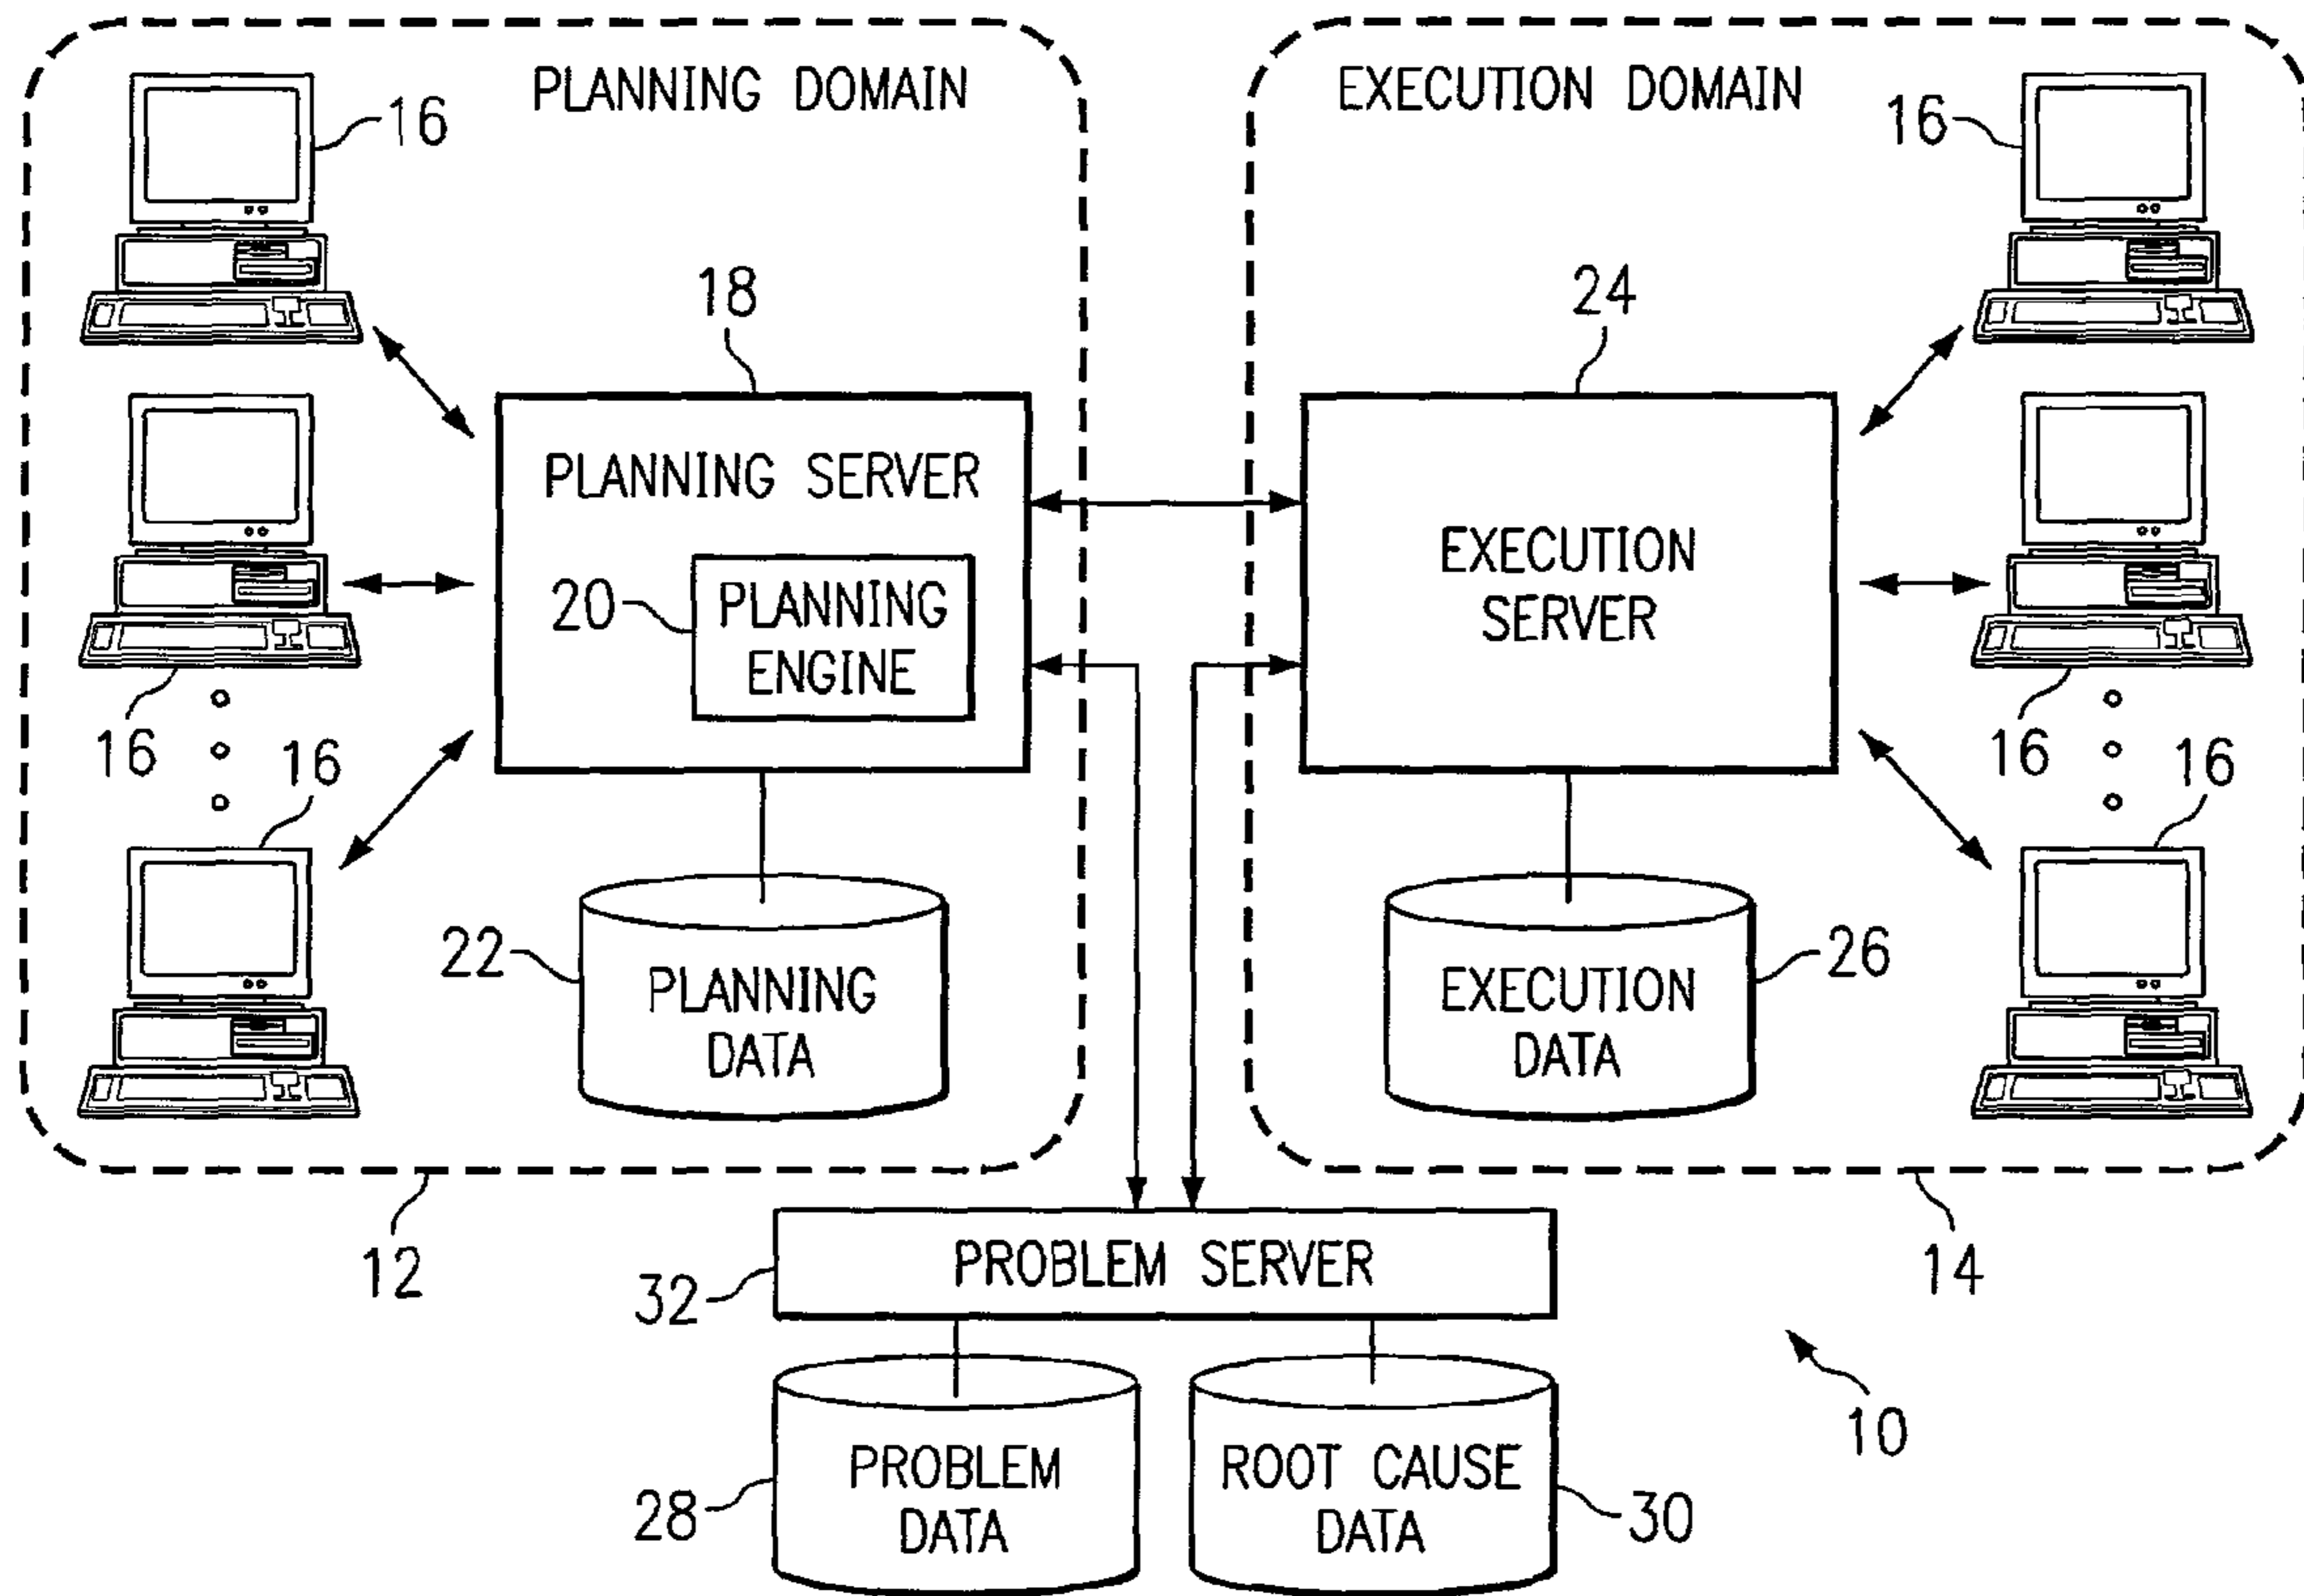 PLANNING DOMAIN
EXECUTION DOMAIN
16
16
18
24
PLANNING SERVER
EXECUTION
SERVER
20
PLANNING
ENGINE
16
16
16
16
22
PLANNING
DATA
EXECUTION
DATA
26
12
14
PROBLEM SERVER
32
10
PROBLEM
DATA
28
ROOT CAUSE
DATA
30